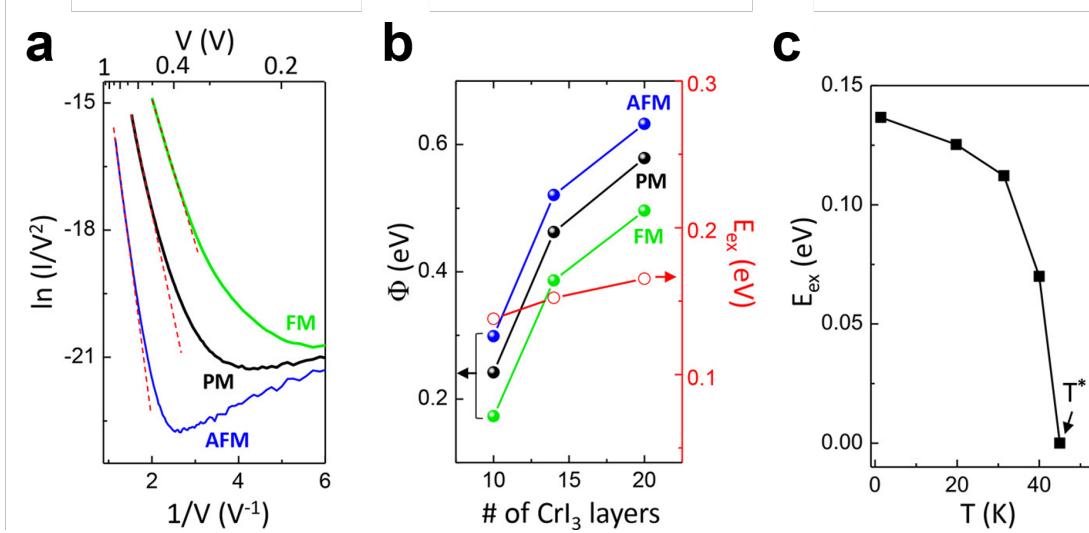 a
V (V)
1 0.4 0.2
-15
-18
-21
ln (I/V²)
FM
PM
AFM
2 4 6
1/V (V⁻¹)
b
0.6
0.4
0.2
Φ (eV)
AFM
PM
FM
0.3
0.2
0.1
E_ex (eV)
10 15 20
# of CrI₃ layers
c
0.15
0.10
0.05
0.00
E_ex (eV)
T*
0 20 40
T (K)